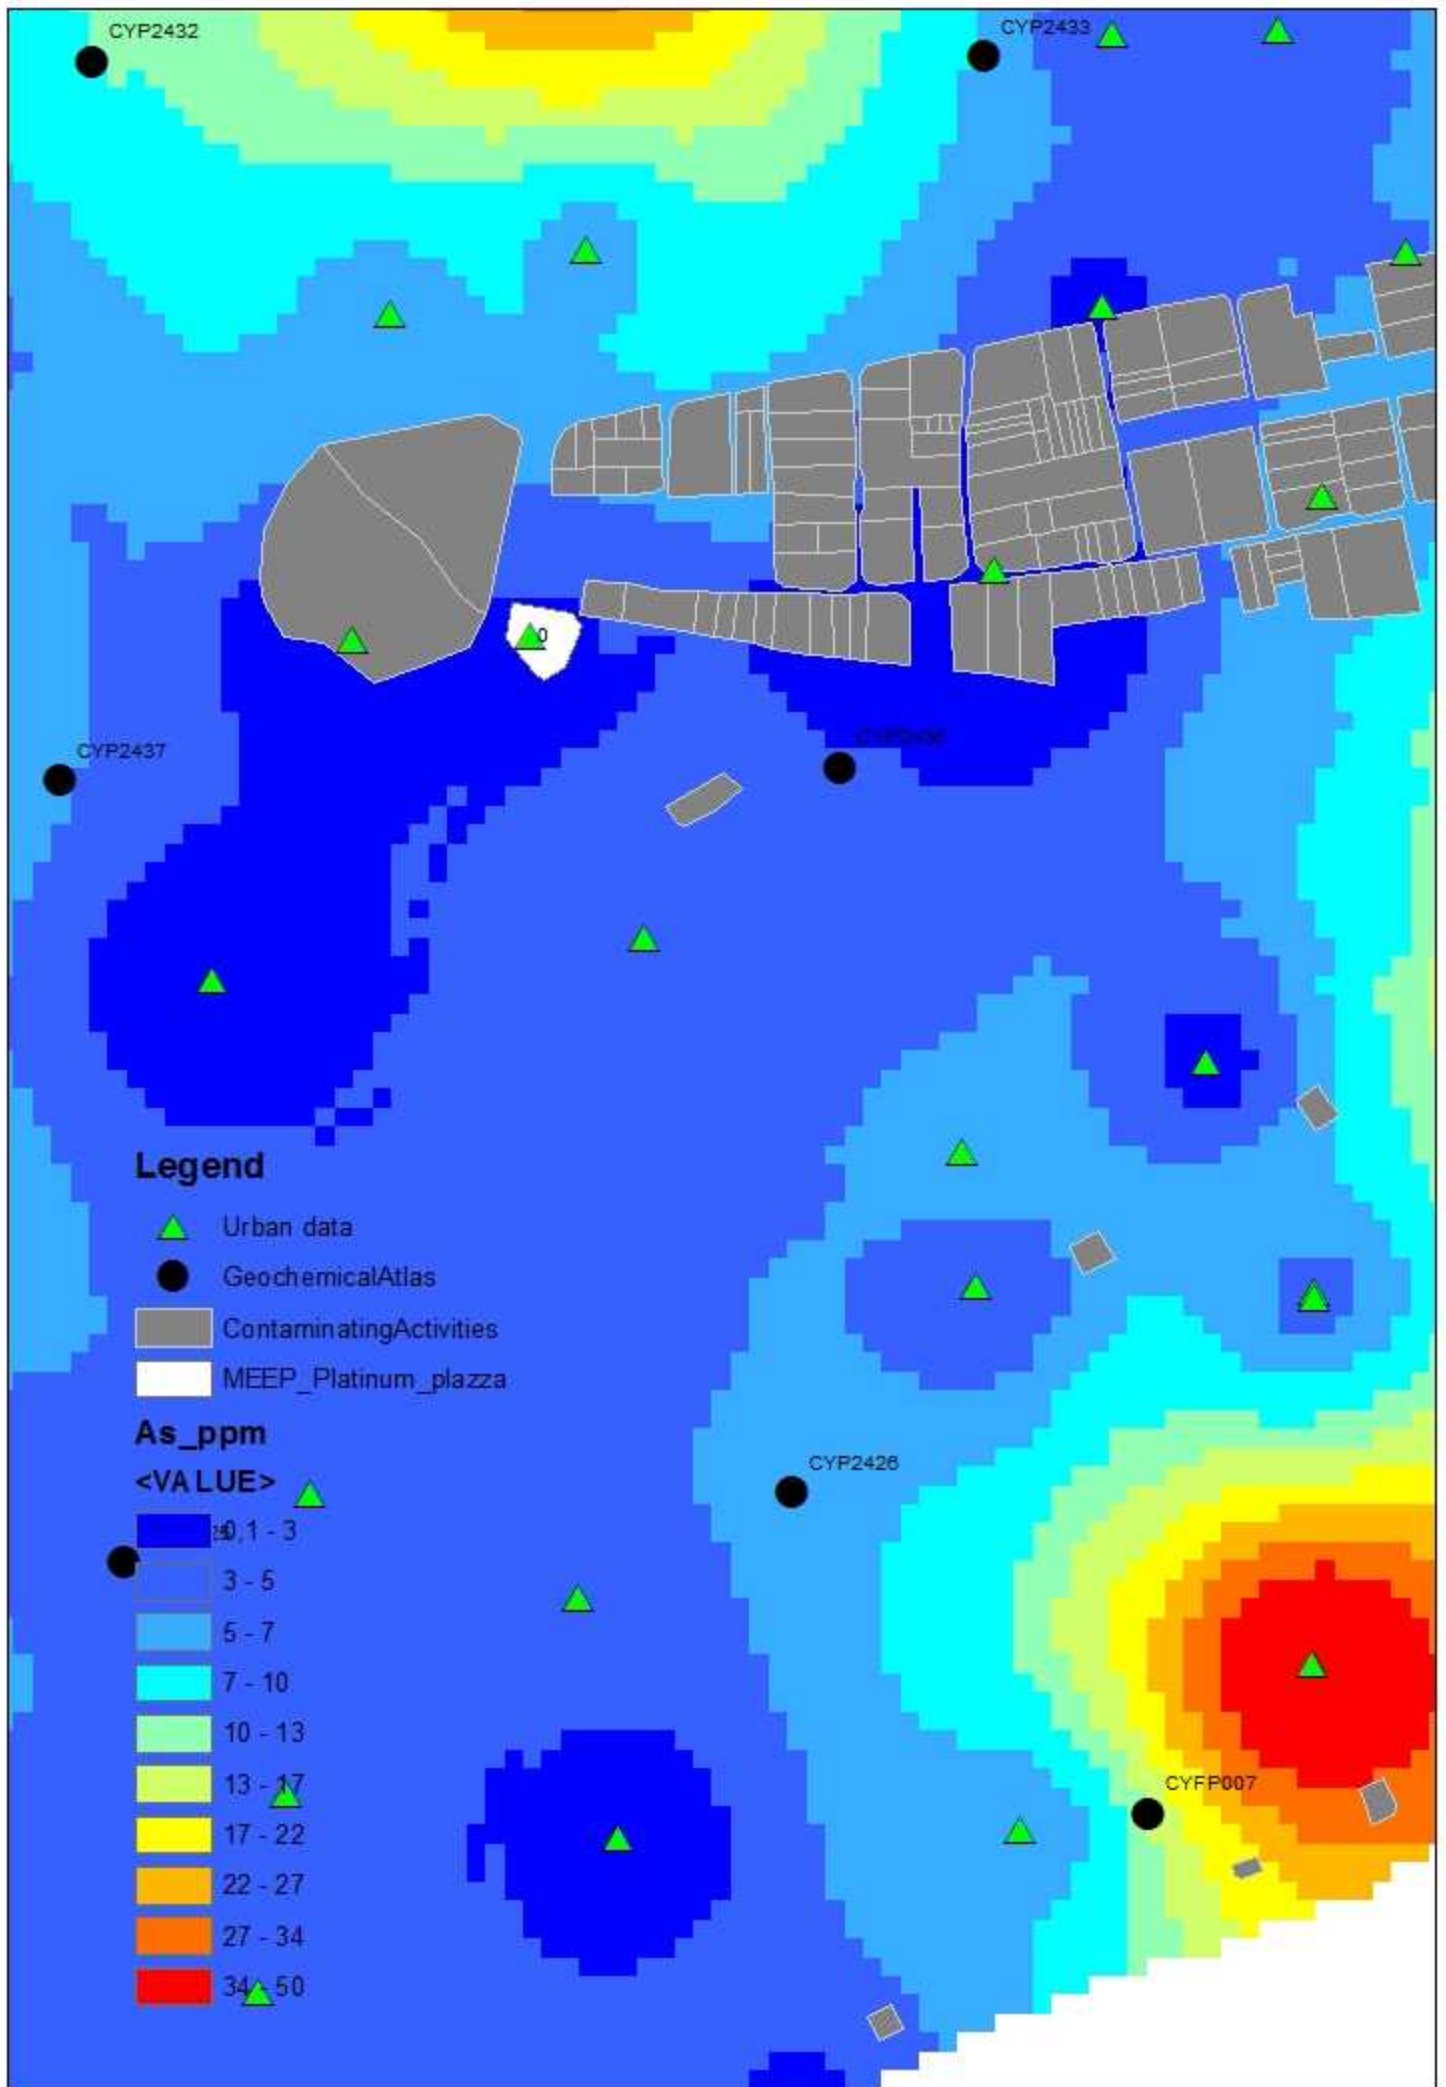 CYP2432
CYP2433
0
CYP2437
Legend
Urban data
GeochemicalAtlas
ContaminatingActivities
MEEP_Platinum_plazza
As_ppm
<VALUE>
CYP2426
0,1 - 3
3 - 5
5 - 7
7 - 10
10 - 13
13 - 17
CYFP007
17 - 22
22 - 27
27 - 34
34 - 50